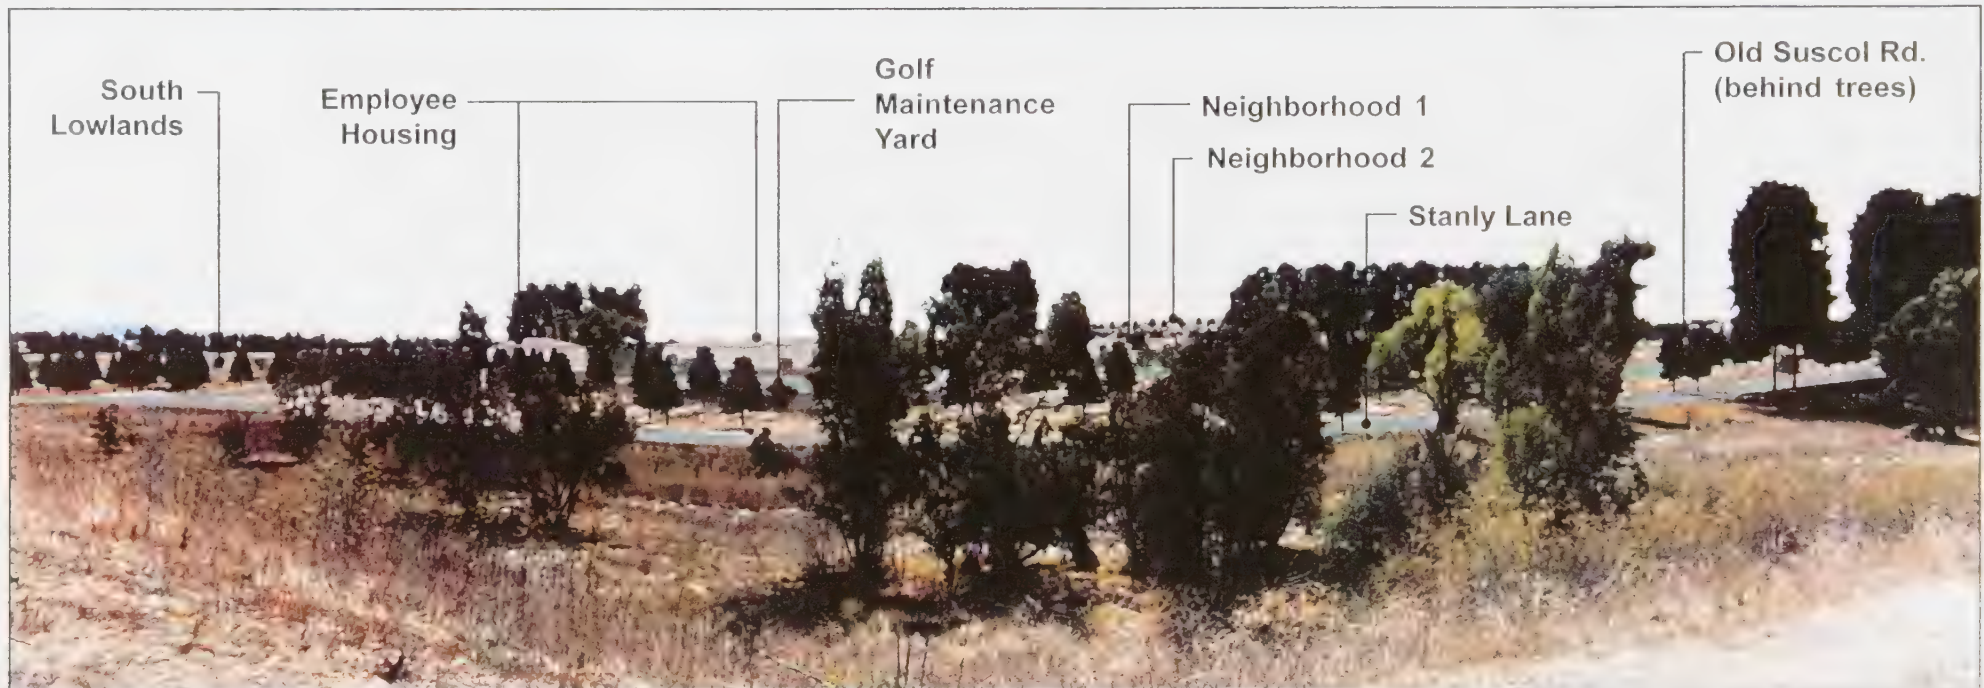 South
Lowlands
Employee
Housing
Golf
Maintenance
Yard
Neighborhood 1
Neighborhood 2
Stanly Lane
Old Suscol Rd.
(behind trees)